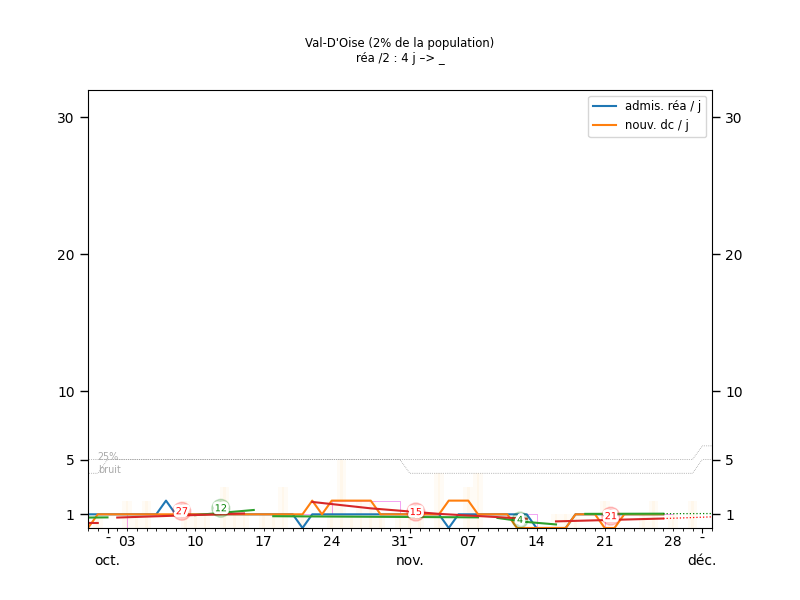 Val-D'Oise (2% de la population)
réa /2 : 4 j –> _
30 30
admis. réa / j
nouv. dc / j
20 20
10 10
5 25% 5
bruit
1 27 12 15 4 21 1
- 03 10 17 24 31- 07 14 21 28 -
oct. nov. déc.